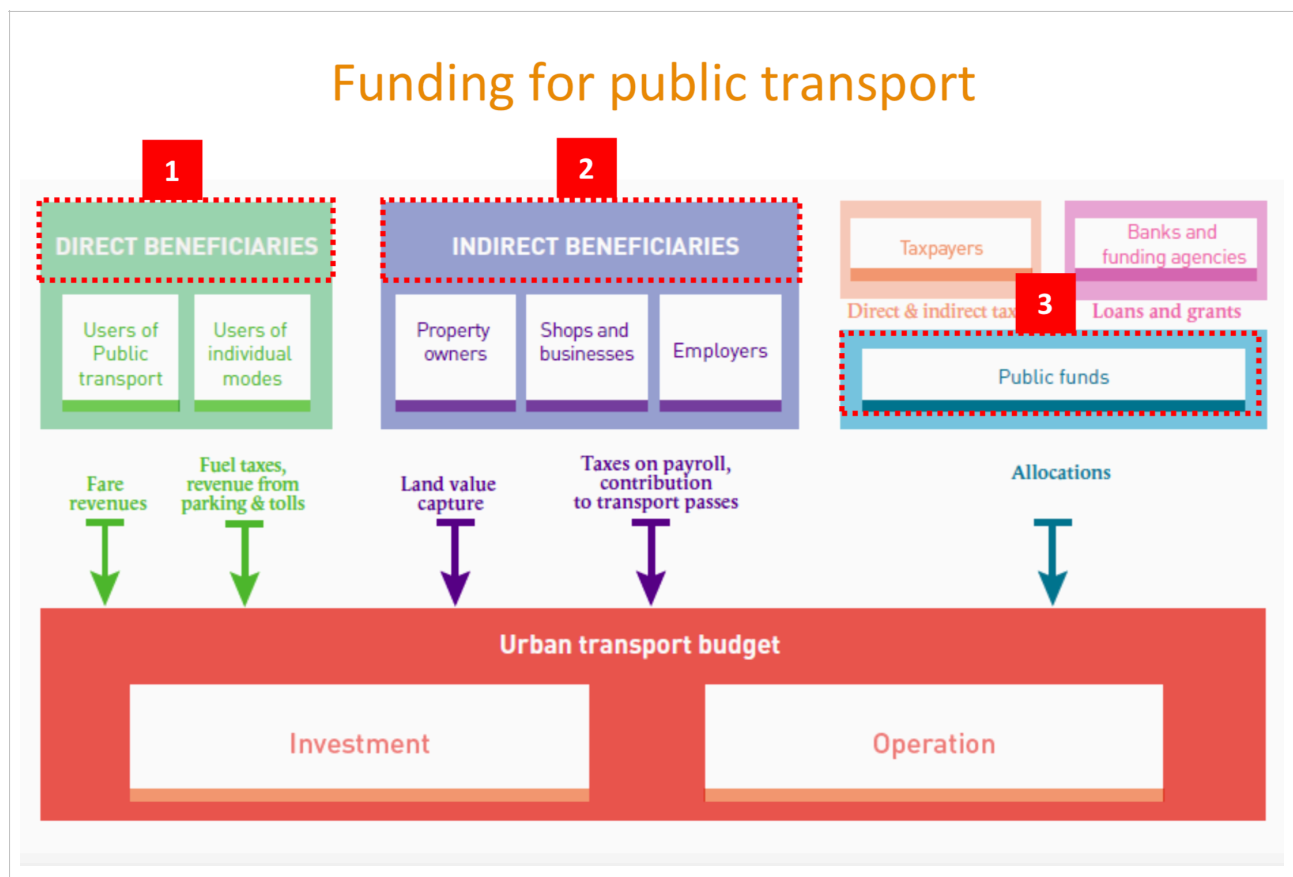 Funding for public transport
1
2
DIRECT BENEFICIARIES
INDIRECT BENEFICIARIES
Taxpayers
Banks and
funding agencies
Direct & indirect
3
Loans and grants
Users of
Public
transport
Users of
individual
modes
Property
owners
Shops and
businesses
Employers
Public funds
Fare
revenues
Fuel taxes,
revenue from
parking & tolls
Land value
capture
Taxes on payroll,
contribution
to transport passes
Allocations
Urban transport budget
Investment
Operation